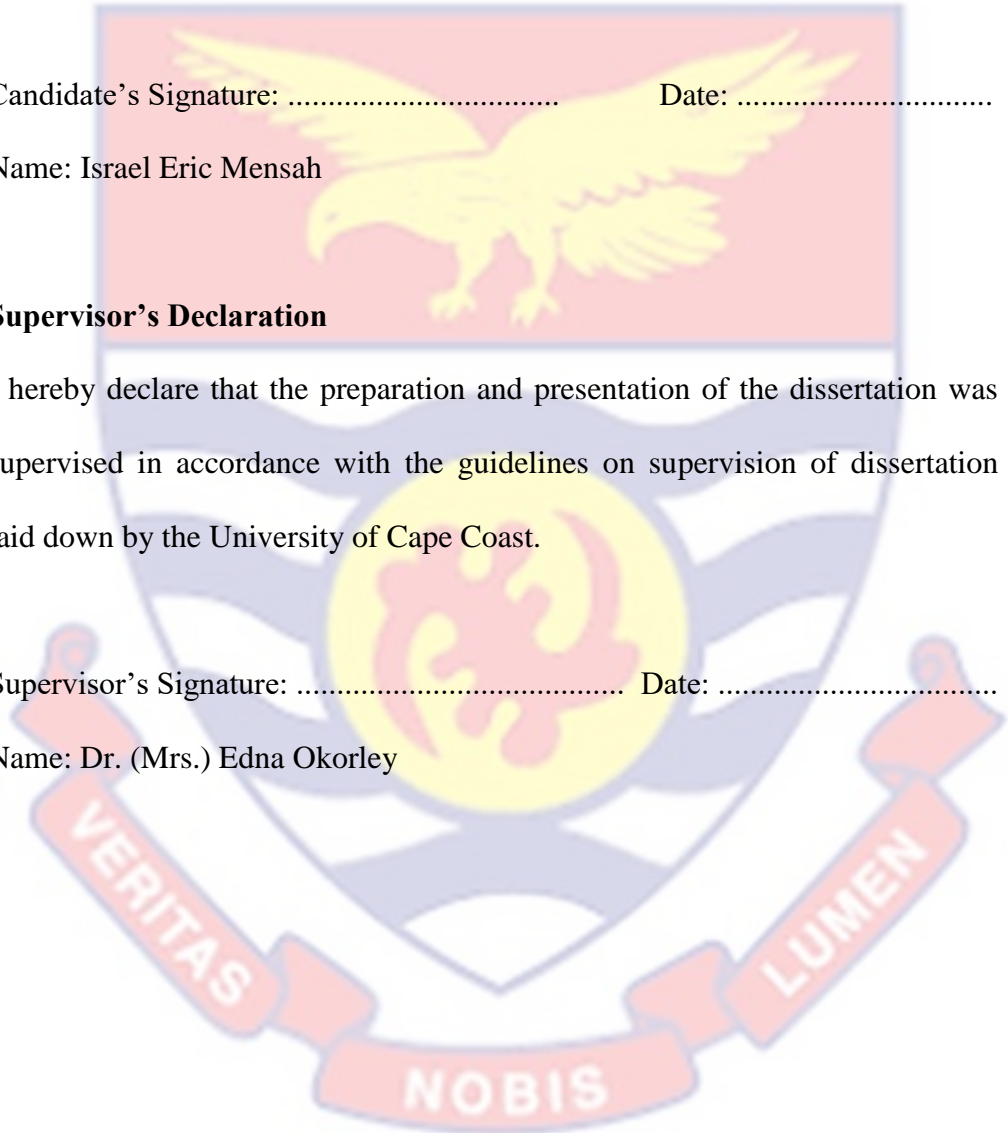 Candidate's Signature: ................................. Date: ...............................
Name: Israel Eric Mensah
Supervisor's Declaration
hereby declare that the preparation and presentation of the dissertation was
supervised in accordance with the guidelines on supervision of dissertation
laid down by the University of Cape Coast.
Supervisor's Signature: ........................................ Date: ..................................
Name: Dr. (Mrs.) Edna Okorley
VERITAS
NOBIS
LUMEN